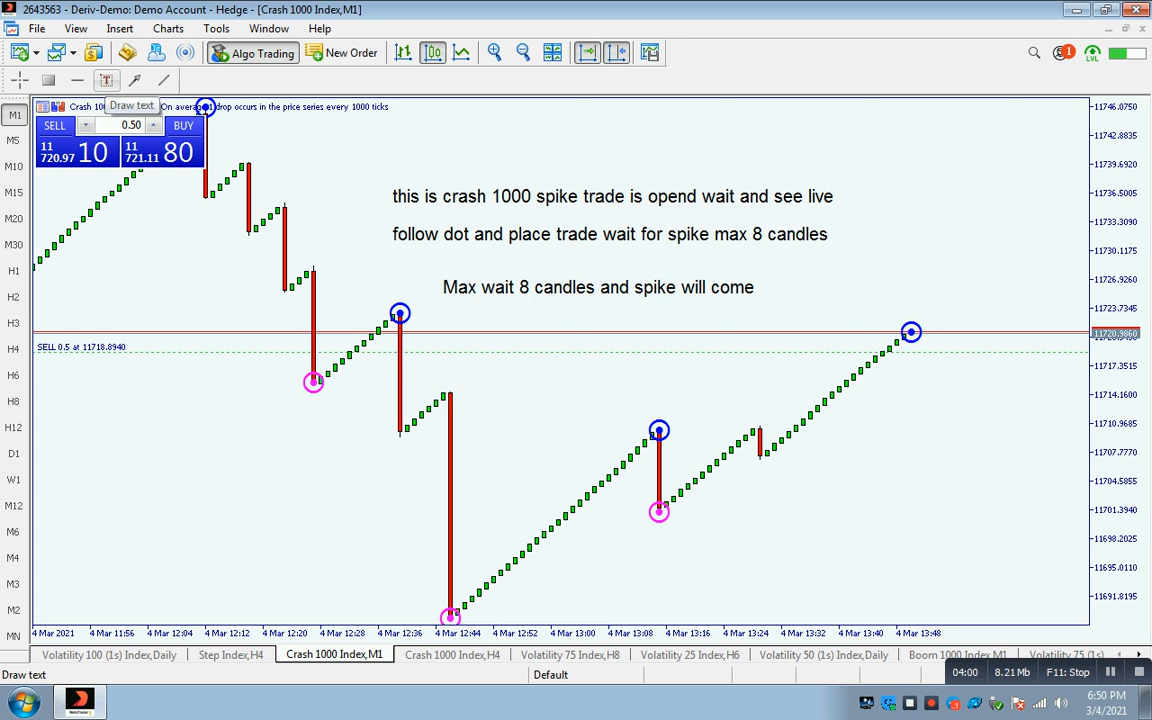 2643563 - Deriv-Demo: Demo Account - Hedge - [Crash 1000 Index,M1]
File View Insert Charts Tools Window Help
Algo Trading New Order 1 LVL
T
Draw text
M1
M5
M10
M15
M20
M30
H1
H2
H3
H4
H6
H8
H12
D1
W1
M12
M6
M4
M3
M2
MN
Crash 100 On average 1 drop occurs in the price series every 1000 ticks
SELL 0.50 BUY
11 720.97 10 11 721.11 80
this is crash 1000 spike trade is opend wait and see live
follow dot and place trade wait for spike max 8 candles
Max wait 8 candles and spike will come
SELL 0.5 at 11718.8940
11746.0750
11742.8835
11739.6920
11736.5005
11733.3090
11730.1175
11726.9260
11723.7345
11720.9860
11717.3515
11714.1600
11710.9685
11707.7770
11704.5855
11701.3940
11698.2025
11695.0110
11691.8195
4 Mar 2021 4 Mar 11:56 4 Mar 12:04 4 Mar 12:12 4 Mar 12:20 4 Mar 12:28 4 Mar 12:36 4 Mar 12:44 4 Mar 12:52 4 Mar 13:00 4 Mar 13:08 4 Mar 13:16 4 Mar 13:24 4 Mar 13:32 4 Mar 13:40 4 Mar 13:48
Volatility 100 (1s) Index,Daily Step Index,H4 Crash 1000 Index,M1 Crash 1000 Index,H4 Volatility 75 Index,H8 Volatility 25 Index,H6 Volatility 50 (1s) Index,Daily Boom 1000 Index,M1 Volatility 75 (1s)
Draw text Default
04:00 8.21 Mb F11: Stop
6:50 PM
3/4/2021